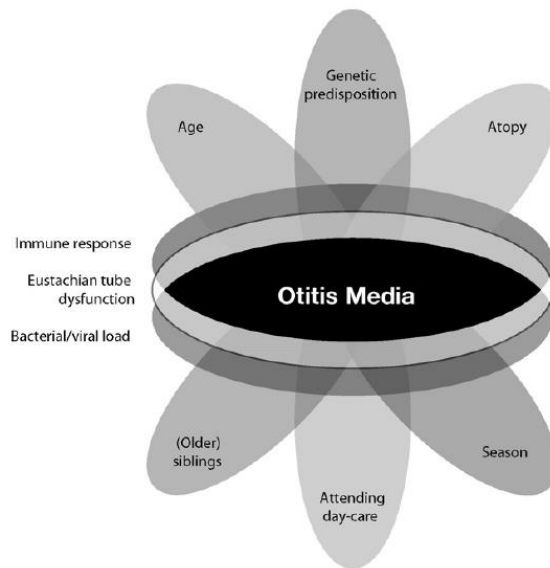 Genetic
predisposition
Age
Atopy
Immune response
Eustachian tube
dysfunction
Otitis Media
Bacterial/viral load
(Older)
siblings
Season
Attending
day-care